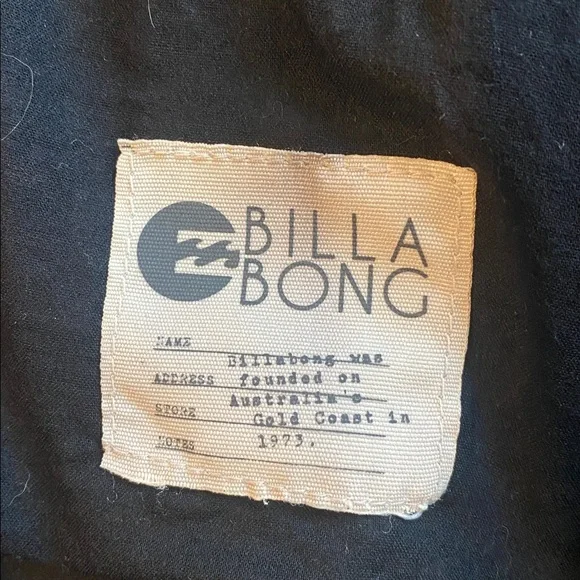 BILLA
BONG
NAME
Billabong was
ADDRESS founded on
Australia's
STORE
Gold Coast in
NOTES
1973.